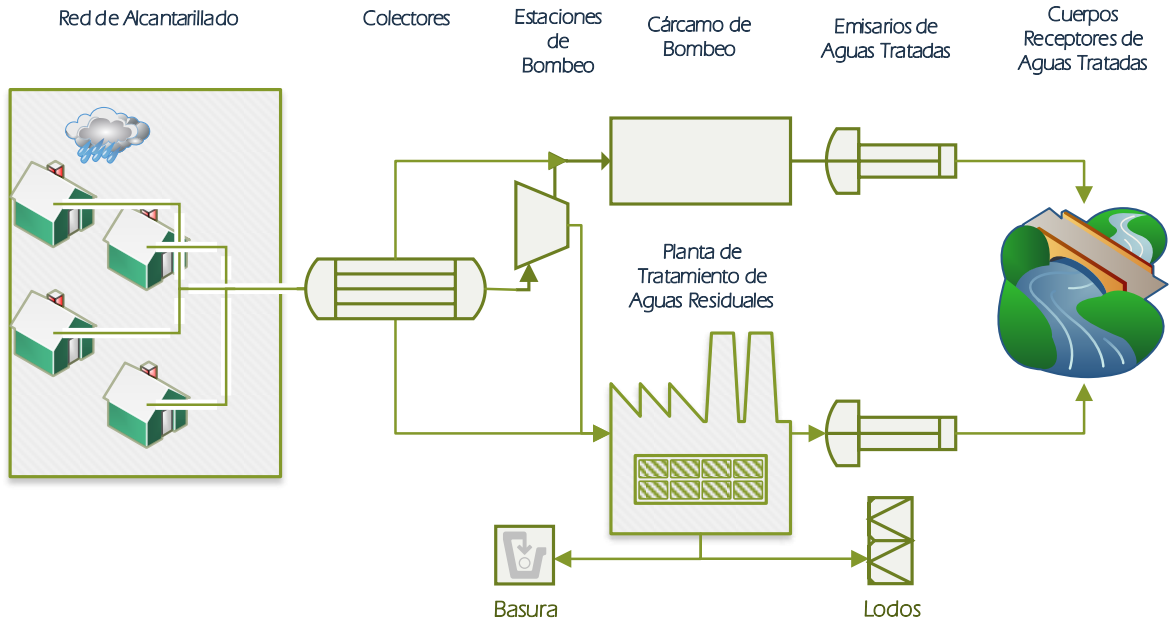 Red de Alcantarillado
Colectores
Estaciones
de
Bombeo
Cárcamo de
Bombeo
Emisarios de
Aguas Tratadas
Cuerpos
Receptores de
Aguas Tratadas
Planta de
Tratamiento de
Aguas Residuales
Basura
Lodos